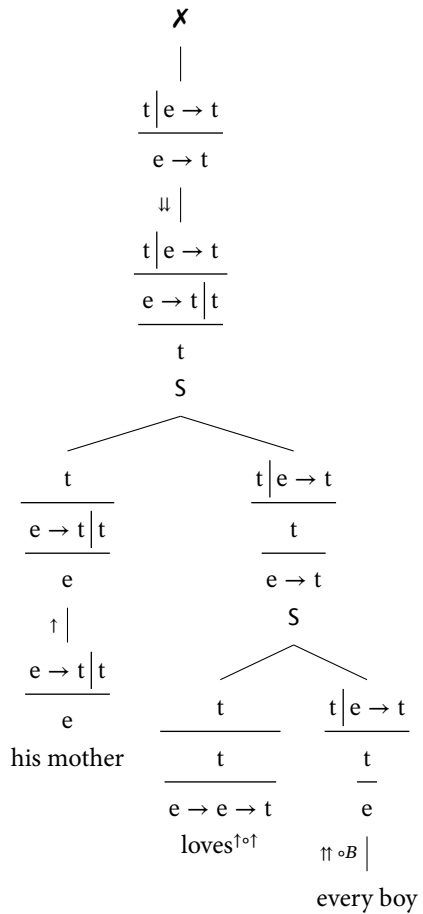 ✗
t|e → t
e → t
⇊
t|e → t
e → t|t
t
S
t t|e → t
e → t|t t
e e → t
↑ S
e → t|t t t|e → t
e t t
his mother e → e → t e
loves↑∘↑ ⇈ ∘B
every boy